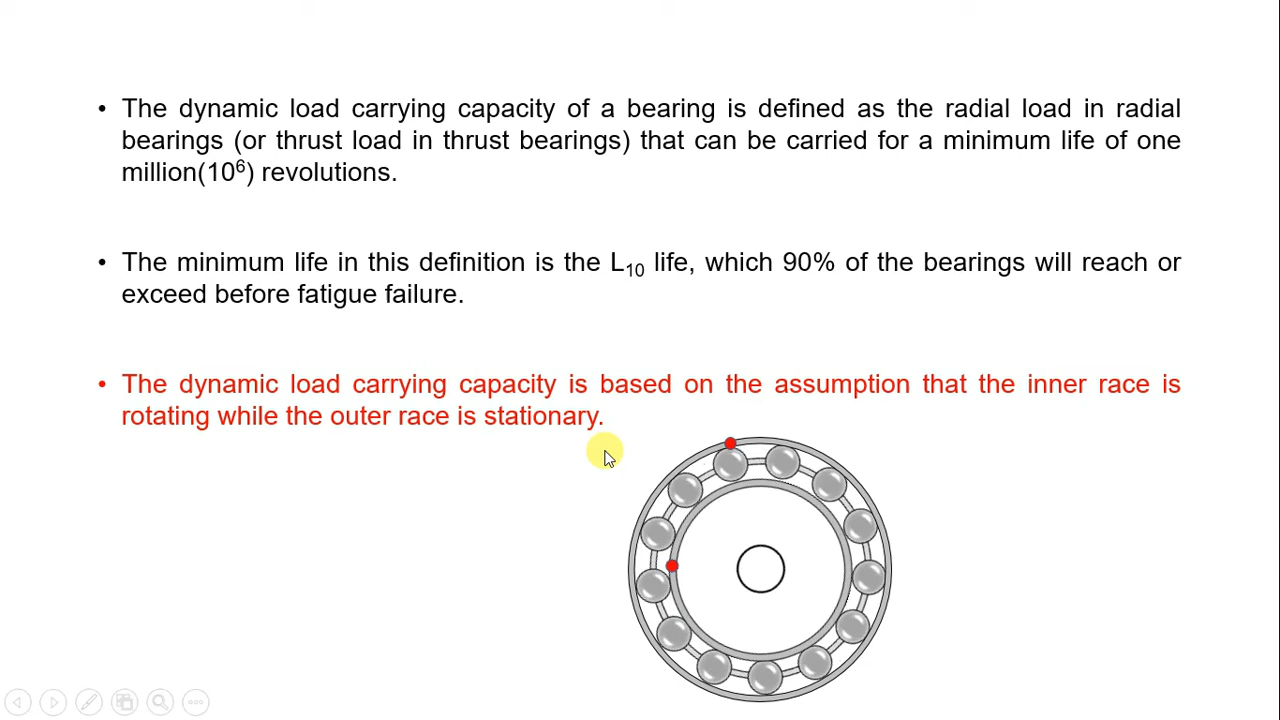 • The dynamic load carrying capacity of a bearing is defined as the radial load in radial
bearings (or thrust load in thrust bearings) that can be carried for a minimum life of one
million(10⁶) revolutions.
• The minimum life in this definition is the L₁₀ life, which 90% of the bearings will reach or
exceed before fatigue failure.
• The dynamic load carrying capacity is based on the assumption that the inner race is
rotating while the outer race is stationary.